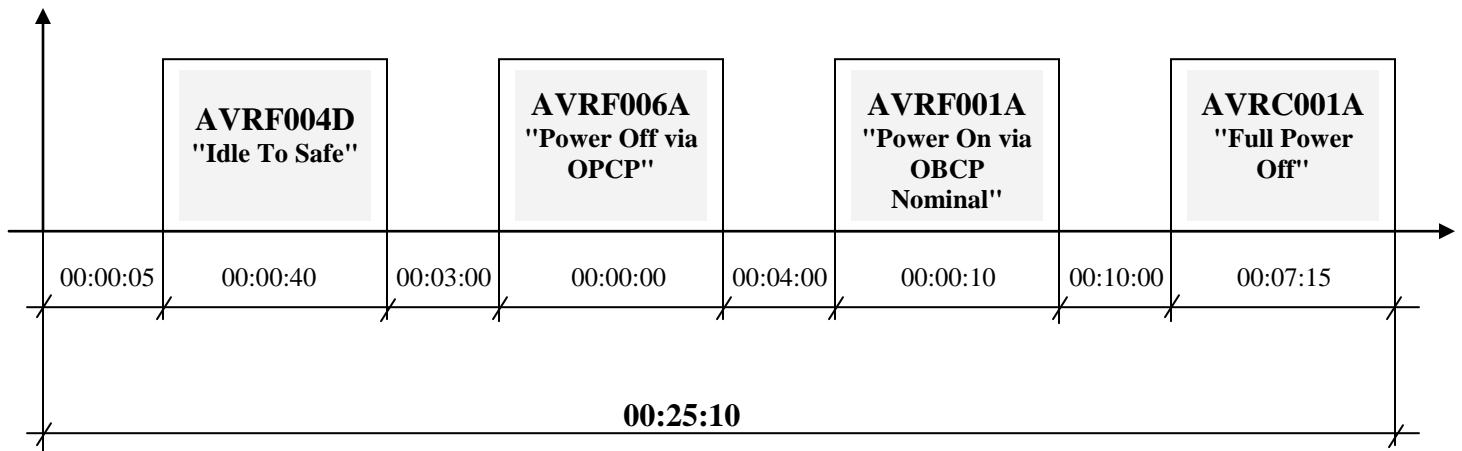 AVRF004D
"Idle To Safe"
AVRF006A
"Power Off via
OPCP"
AVRF001A
"Power On via
OBCP
Nominal"
AVRC001A
"Full Power
Off"
00:00:05
00:00:40
00:03:00
00:00:00
00:04:00
00:00:10
00:10:00
00:07:15
00:25:10